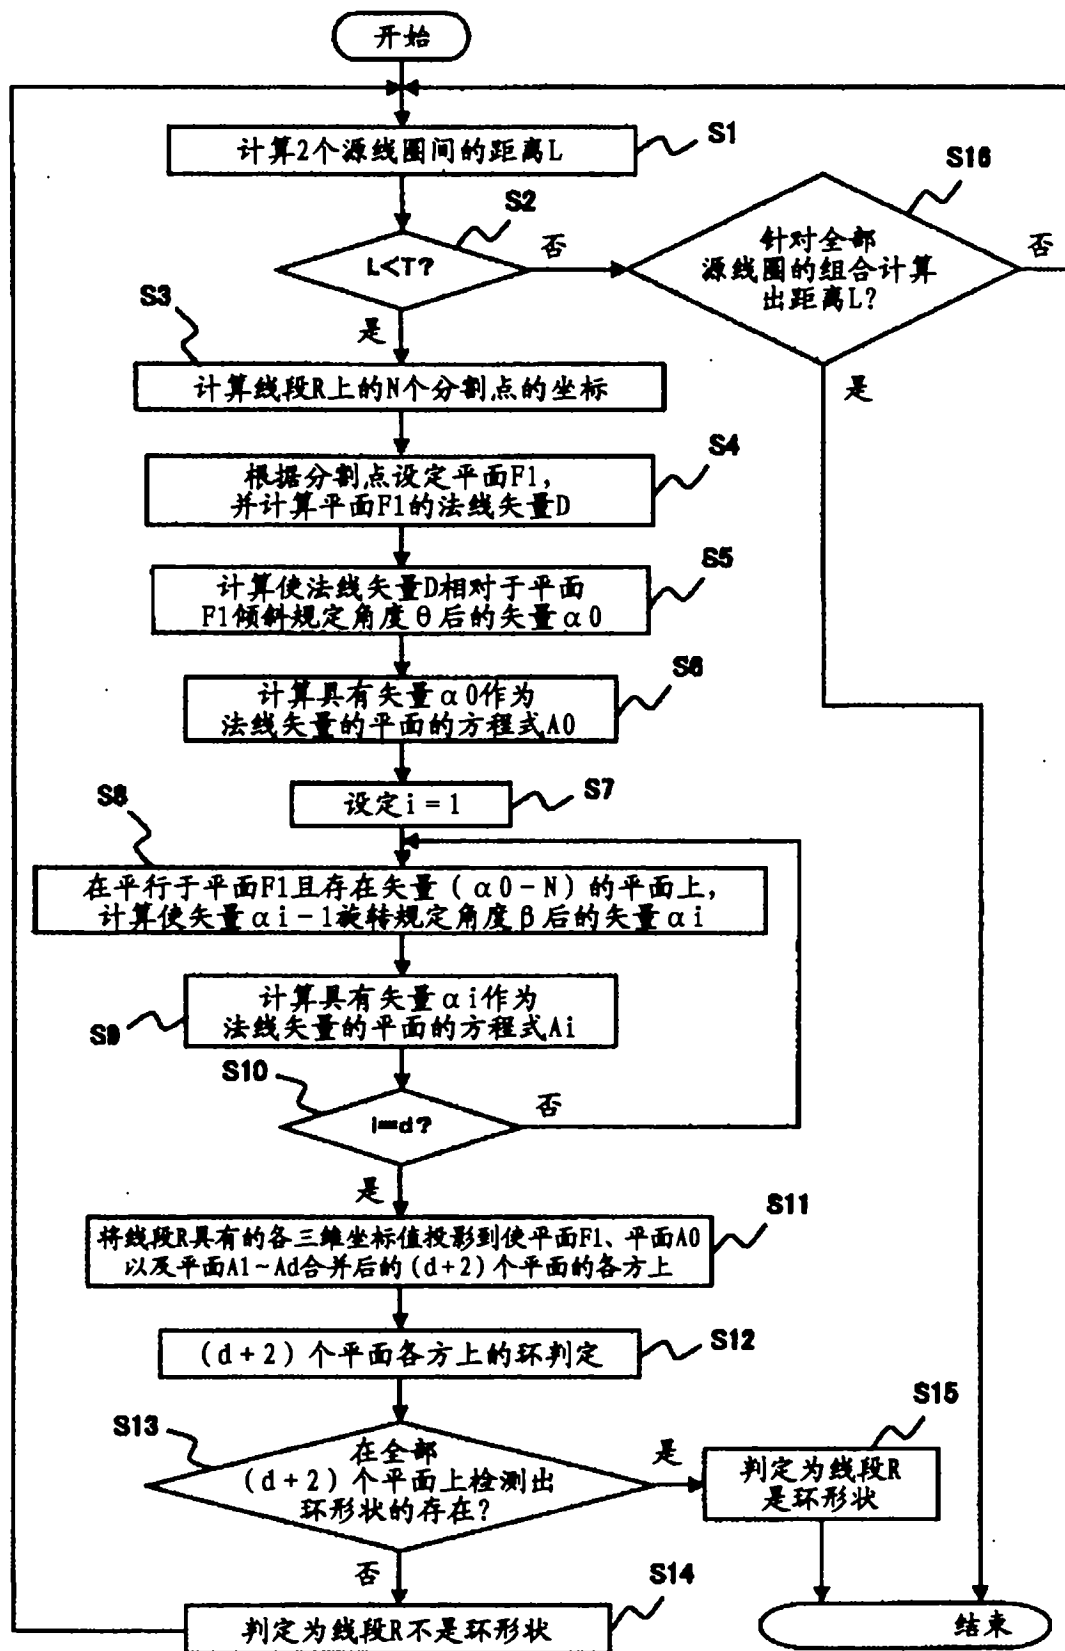 开始
计算2个源线圈间的距离L
S1
S2
L<T?
否
是
S16
针对全部
源线圈的组合计算
出距离L?
否
是
S3
计算线段R上的N个分割点的坐标
S4
根据分割点设定平面F1,
并计算平面F1的法线矢量D
S5
计算使法线矢量D相对于平面
F1倾斜规定角度θ后的矢量α0
S6
计算具有矢量α0作为
法线矢量的平面的方程式A0
S7
设定i=1
S8
在平行于平面F1且存在矢量(α0-N)的平面上,
计算使矢量αi-1旋转规定角度β后的矢量αi
S9
计算具有矢量αi作为
法线矢量的平面的方程式Ai
S10
i=d?
否
是
S11
将线段R具有的各三维坐标值投影到使平面F1、平面A0
以及平面A1~Ad合并后的(d+2)个平面的各方上
S12
(d+2)个平面各方上的环判定
S13
在全部
(d+2)个平面上检测出
环形状的存在?
是
否
S15
判定为线段R
是环形状
S14
判定为线段R不是环形状
结束